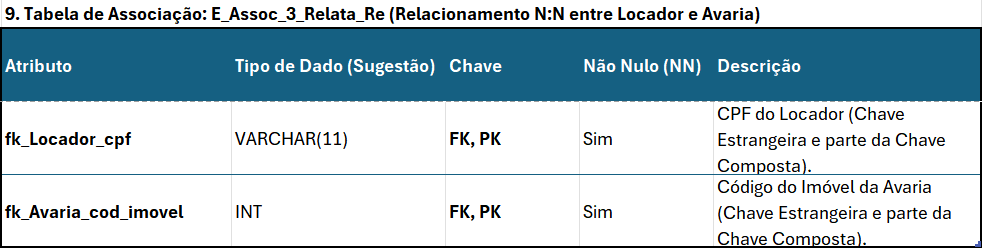 9. Tabela de Associação: E_Assoc_3_Relata_Re (Relacionamento N:N entre Locador e Avaria)
Atributo Tipo de Dado (Sugestão) Chave Não Nulo (NN) Descrição
fk_Locador_cpf VARCHAR(11) FK, PK Sim CPF do Locador (Chave
Estrangeira e parte da Chave
Composta).
fk_Avaria_cod_imovel INT FK, PK Sim Código do Imóvel da Avaria
(Chave Estrangeira e parte da
Chave Composta).